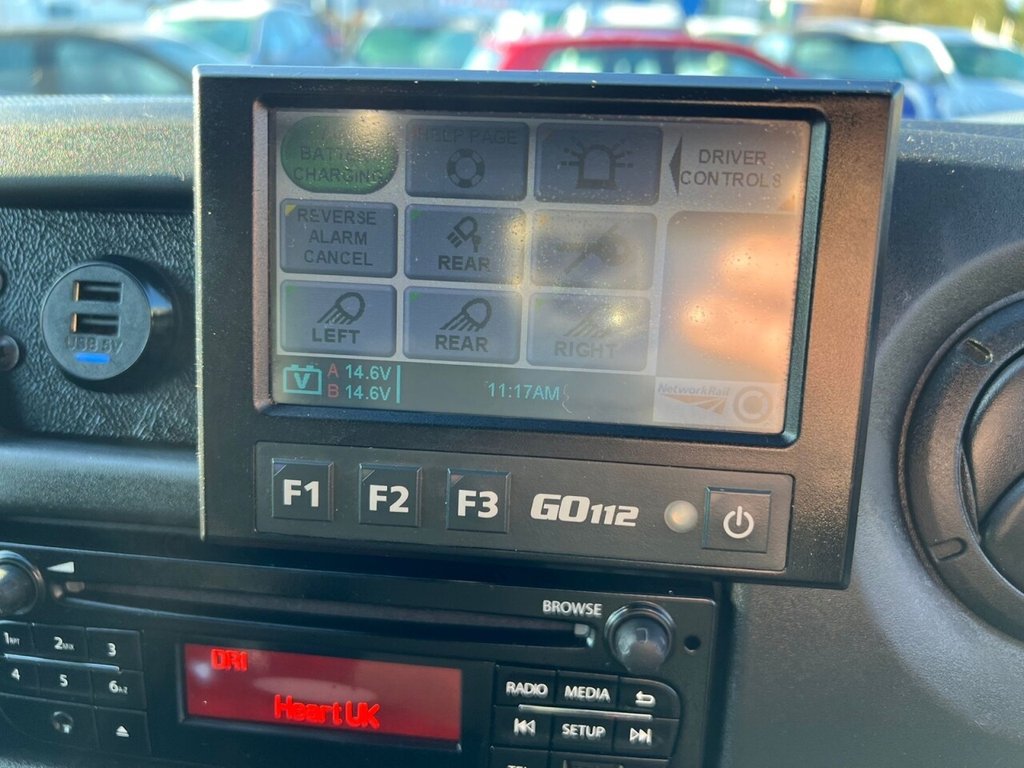 BATTERY
CHARGING
HELP PAGE
DRIVER
CONTROLS
REVERSE
ALARM
CANCEL
REAR
LEFT
REAR
RIGHT
V
A 14.6V
B 14.6V
11:17AM
NetworkRail
USB 5V
F1
F2
F3
GO112
BROWSE
1
2
3
4
5
6
DRI
Heart UK
RADIO
MEDIA
SETUP